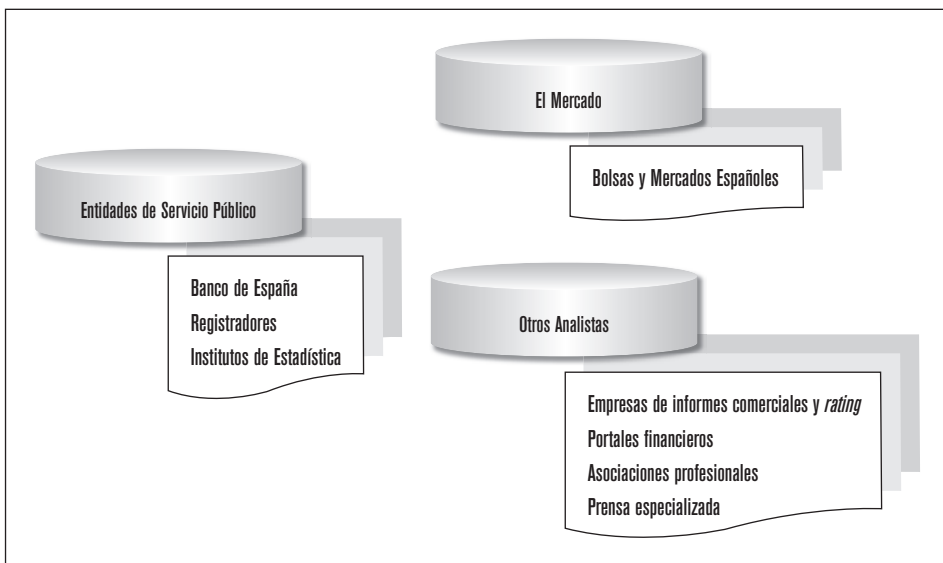 El Mercado
Bolsas y Mercados Españoles
Entidades de Servicio Público
Banco de España
Registradores
Institutos de Estadística
Otros Analistas
Empresas de informes comerciales y rating
Portales financieros
Asociaciones profesionales
Prensa especializada